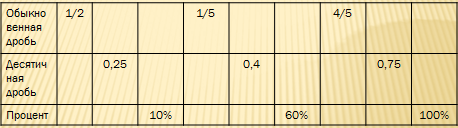 Обыкно 1/2 1/5 4/5
венная
дробь
Десятич 0,25 0,4 0,75
ная
дробь
Процент 10% 60% 100%